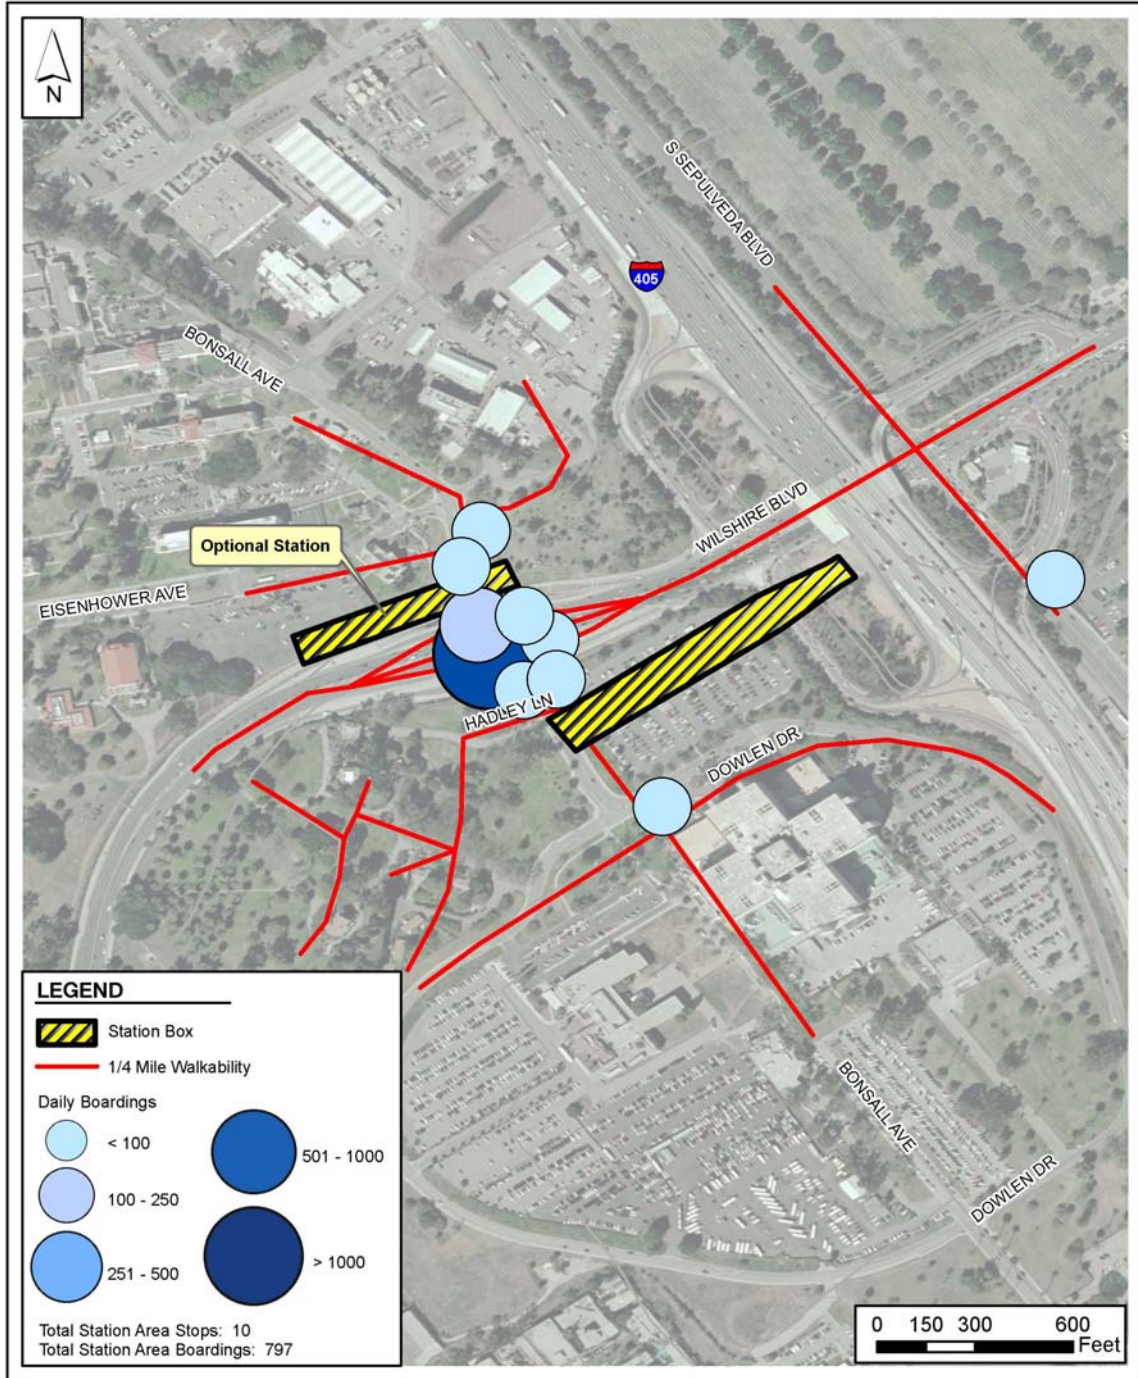 N
S SEPULVEDA BLVD
405
BONSALL AVE
WILSHIRE BLVD
Optional Station
EISENHOWER AVE
HADLEY LN
DOWLEN DR
LEGEND
Station Box
1/4 Mile Walkability
Daily Boardings
< 100
100 - 250
251 - 500
501 - 1000
> 1000
Total Station Area Stops: 10
Total Station Area Boardings: 797
BONSALL AVE
DOWLEN DR
0 150 300 600
Feet